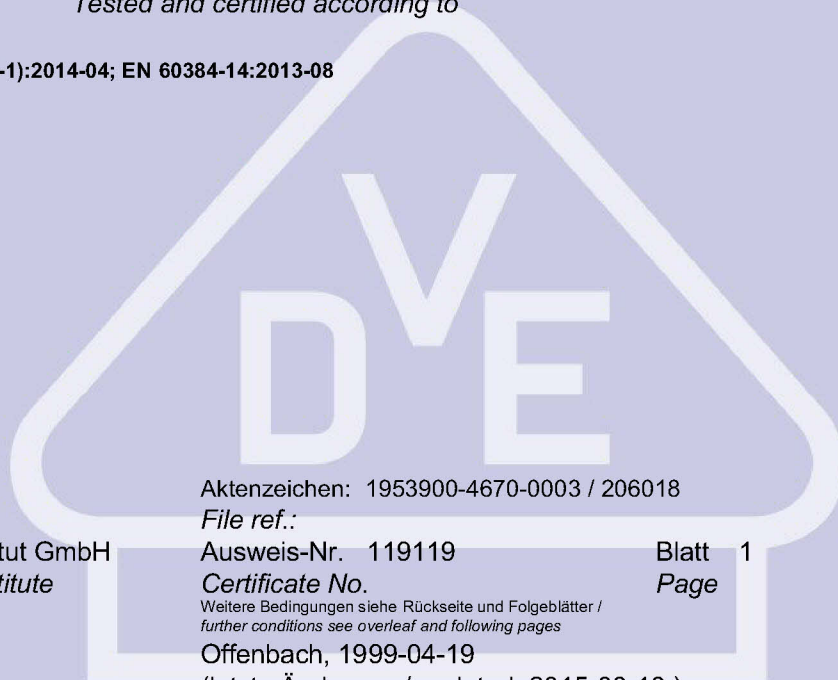 Tested and certified according to
-1):2014-04; EN 60384-14:2013-08
VDE
Aktenzeichen: 1953900-4670-0003 / 206018
File ref.:
tut GmbH Ausweis-Nr. 119119 Blatt 1
titute Certificate No. Page
Weitere Bedingungen siehe Rückseite und Folgeblätter /
further conditions see overleaf and following pages
Offenbach, 1999-04-19